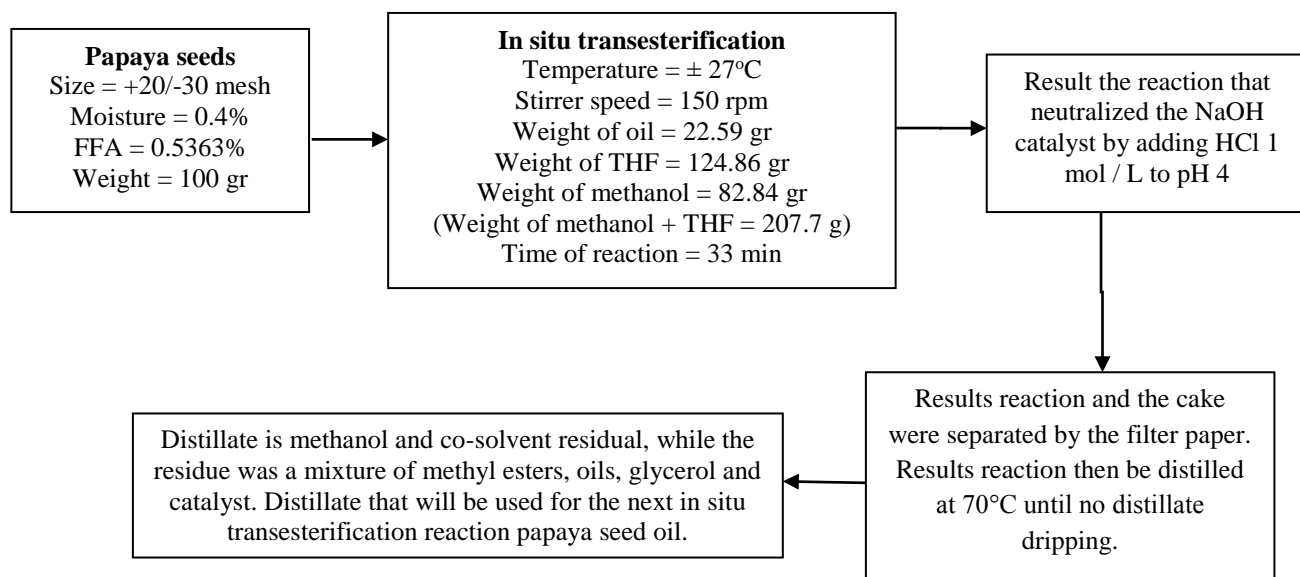 Papaya seeds
Size = +20/-30 mesh
Moisture = 0.4%
FFA = 0.5363%
Weight = 100 gr
In situ transesterification
Temperature = ± 27°C
Stirrer speed = 150 rpm
Weight of oil = 22.59 gr
Weight of THF = 124.86 gr
Weight of methanol = 82.84 gr
(Weight of methanol + THF = 207.7 g)
Time of reaction = 33 min
Result the reaction that
neutralized the NaOH
catalyst by adding HCl 1
mol / L to pH 4
Results reaction and the cake
were separated by the filter paper.
Results reaction then be distilled
at 70°C until no distillate
dripping.
Distillate is methanol and co-solvent residual, while the
residue was a mixture of methyl esters, oils, glycerol and
catalyst. Distillate that will be used for the next in situ
transesterification reaction papaya seed oil.